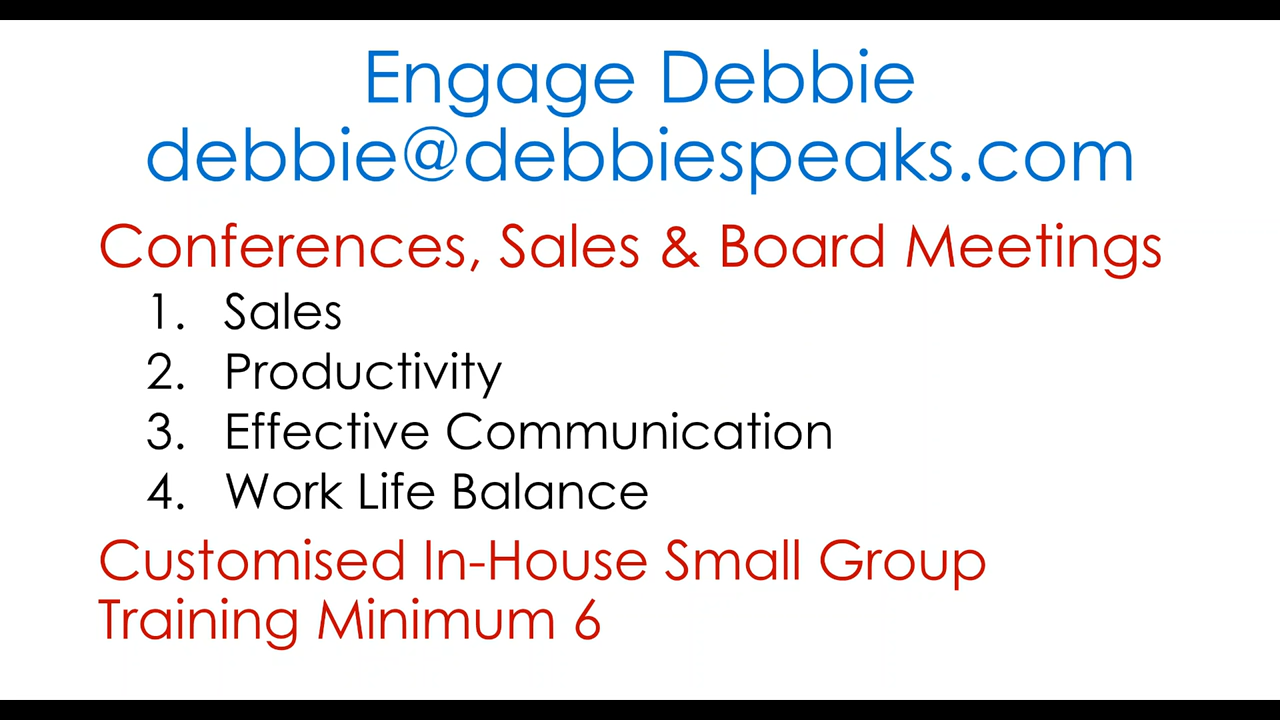 Engage Debbie
debbie@debbiespeaks.com
Conferences, Sales & Board Meetings
1. Sales
2. Productivity
3. Effective Communication
4. Work Life Balance
Customised In-House Small Group
Training Minimum 6